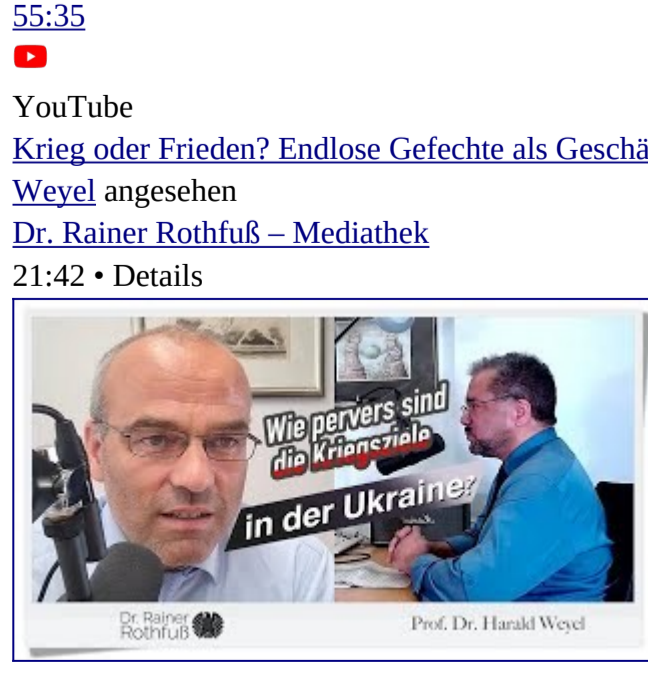 55:35
YouTube
Krieg oder Frieden? Endlose Gefechte als Geschä
Weyel angesehen
Dr. Rainer Rothfuß – Mediathek
21:42 • Details
Wie pervers sind
die Kriegsziele
in der Ukraine?
Dr. Rainer
Rothfuß
Prof. Dr. Harald Weyel